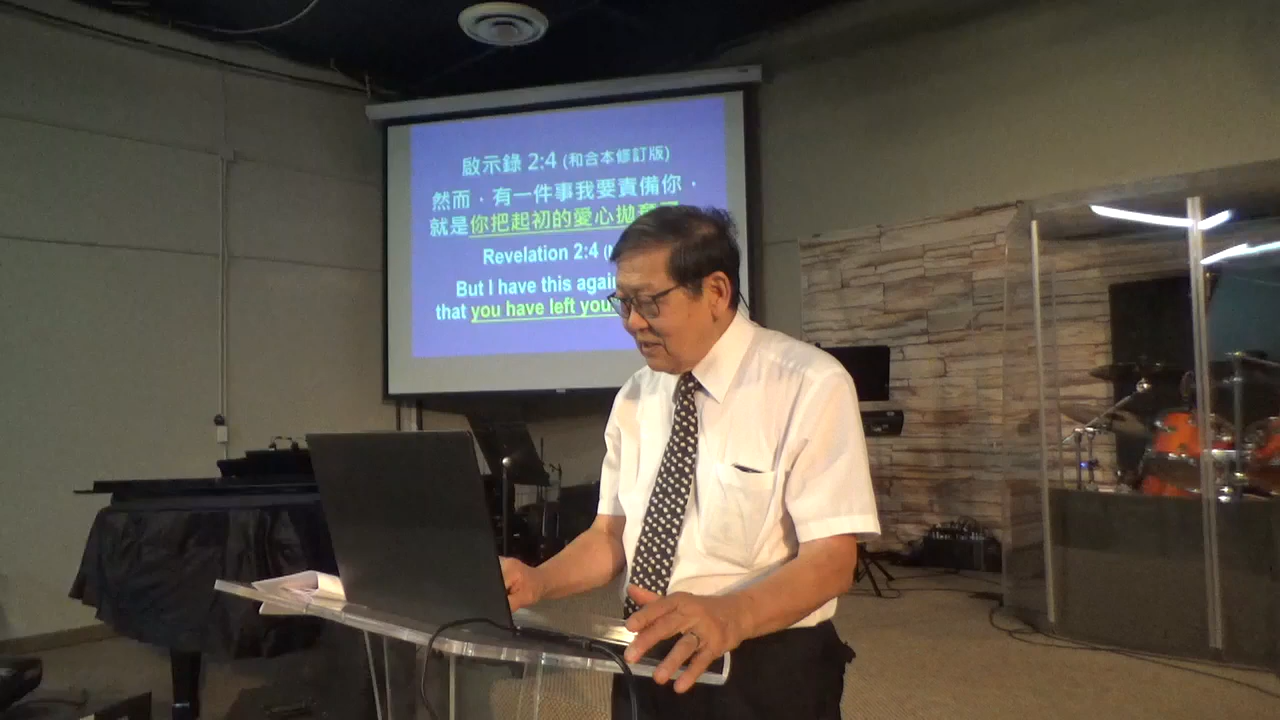 啟示錄 2:4 (和合本修訂版)
然而，有一件事我要責備你，
就是你把起初的愛心拋
Revelation 2:4
But I have this
that you have left